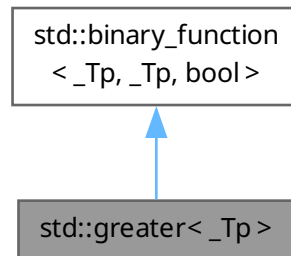 std::binary_function
< _Tp, _Tp, bool >
std::greater< _Tp >